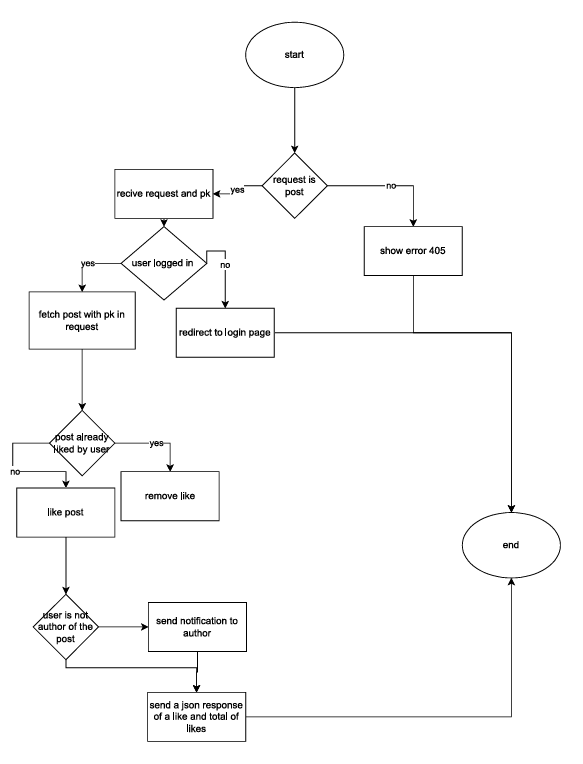 start
request is
post
yes
no
recive request and pk
show error 405
user logged in
yes
no
fetch post with pk in
request
redirect to login page
post already
liked by user
yes
no
remove like
like post
end
user is not
author of the
post
send notification to
author
send a json response
of a like and total of
likes